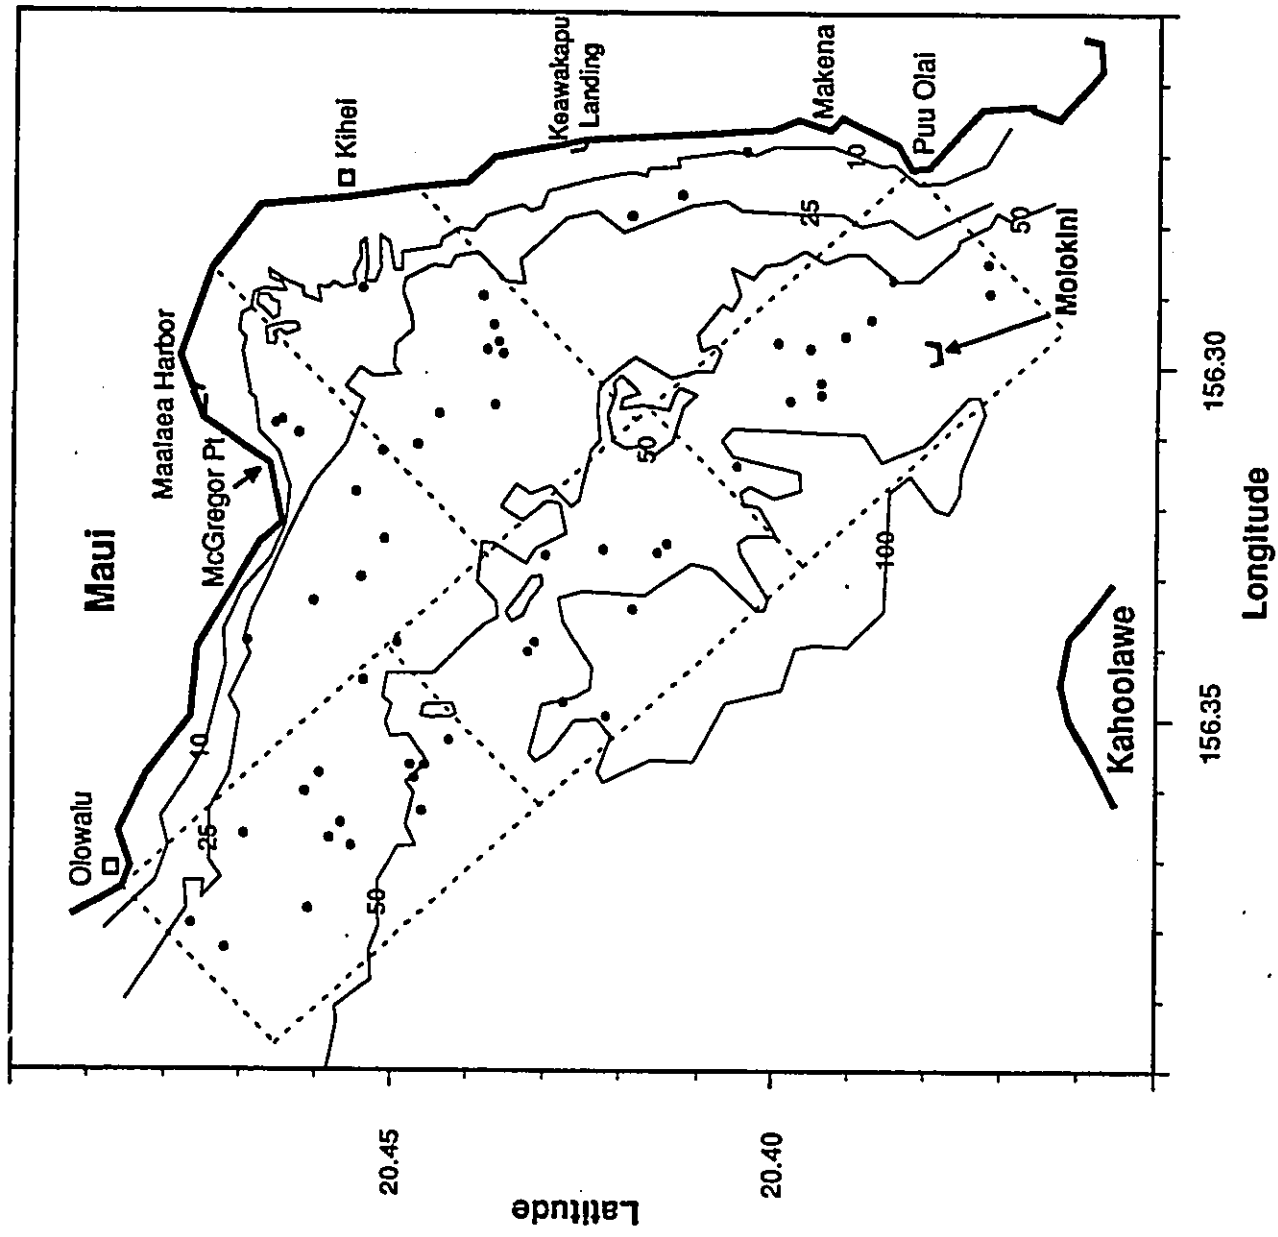 Maui
Olowalu
McGregor Pt
Maalaea Harbor
Kihei
Keawakapu
Landing
Makena
Puu Olai
Molokini
Kahoolawe
10
25
50
50
100
10
25
50
20.45
20.40
Latitude
156.35
156.30
Longitude